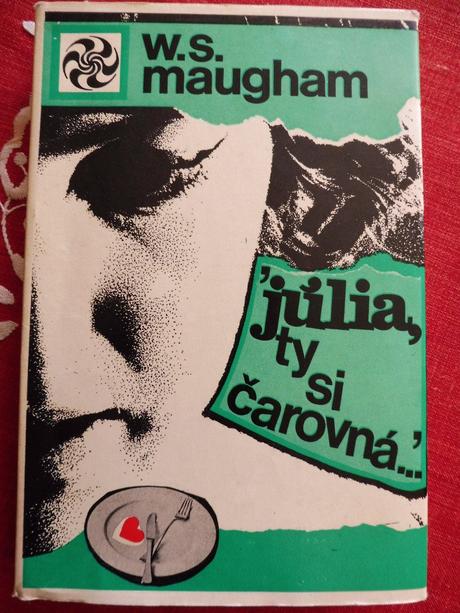 w.s.
maugham
'júlia,
ty
si
čarovná...'